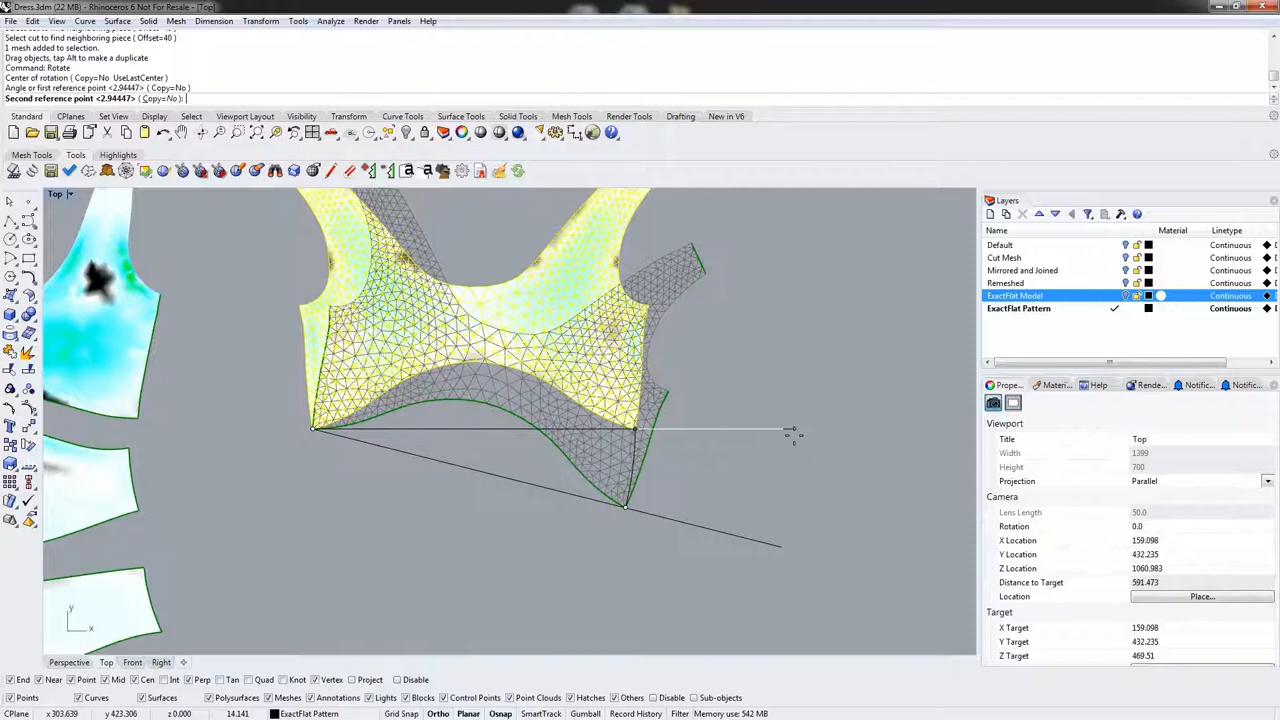 Dress.3dm (22 MB) - Rhinoceros 6 Not For Resale - [Top]
File Edit View Curve Surface Solid Mesh Dimension Transform Tools Analyze Render Panels Help
Select cut to find neighboring piece ( Offset=40 )
1 mesh added to selection.
Drag objects, tap Alt to make a duplicate
Command: Rotate
Center of rotation ( Copy=No UseLastCenter )
Angle or first reference point <2.94447> ( Copy=No )
Second reference point <2.94447> ( Copy=No ):
Standard CPlanes Set View Display Select Viewport Layout Visibility Transform Curve Tools Surface Tools Solid Tools Mesh Tools Render Tools Drafting New in V6
Mesh Tools Tools Highlights
Top
Layers
Name Material Linetype
Default Continuous
Cut Mesh Continuous
Mirrored and Joined Continuous
Remeshed Continuous
ExactFlat Model Continuous
ExactFlat Pattern Continuous
Prope... Materi... Help Rende... Notific... Notific...
Viewport
Title Top
Width 1399
Height 700
Projection Parallel
Camera
Lens Length 50.0
Rotation 0.0
X Location 159.098
Y Location 432.235
Z Location 1060.983
Distance to Target 591.473
Location Place...
Target
X Target 159.098
Y Target 432.235
Z Target 469.51
y
x
Perspective Top Front Right
End Near Point Mid Cen Int Perp Tan Quad Knot Vertex Project Disable
Points Curves Surfaces Polysurfaces Meshes Annotations Lights Blocks Control Points Point Clouds Hatches Others Disable Sub-objects
CPlane x 303.639 y 423.306 z 0.000 14.141 ExactFlat Pattern Grid Snap Ortho Planar Osnap SmartTrack Gumball Record History Filter Memory use: 542 MB